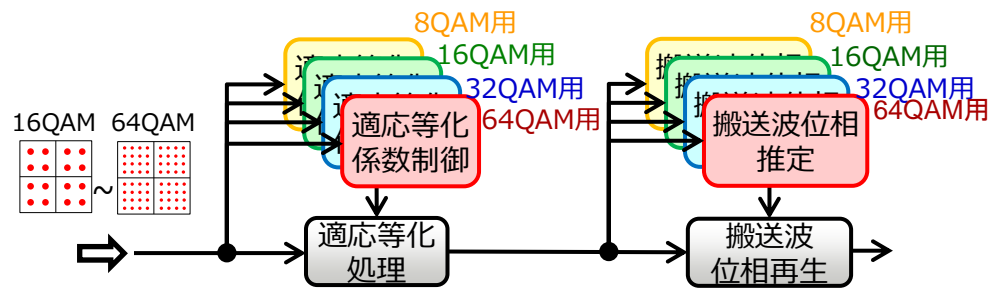 8QAM用
16QAM用
32QAM用
64QAM用
適応等化
係数制御
適応等化
処理
16QAM
64QAM
~
8QAM用
16QAM用
32QAM用
64QAM用
搬送波位相
推定
搬送波
位相再生